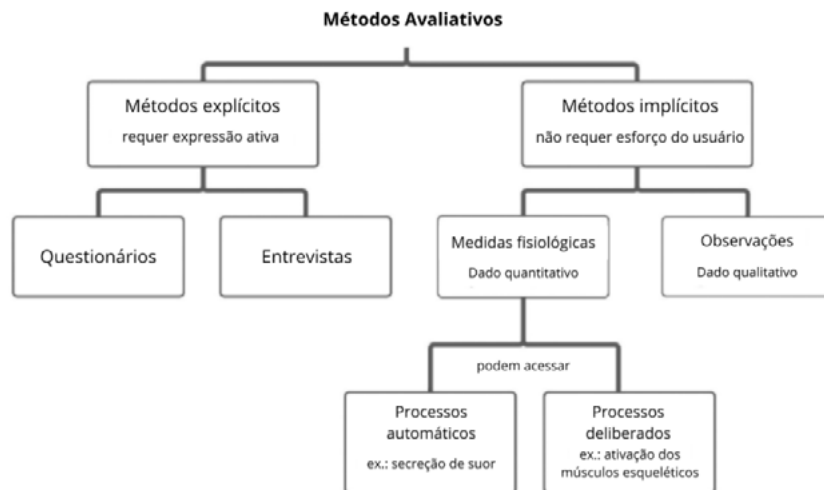 Métodos Avaliativos
Métodos explícitos
requer expressão ativa
Métodos implícitos
não requer esforço do usuário
Questionários
Entrevistas
Medidas fisiológicas
Dado quantitativo
Observações
Dado qualitativo
podem acessar
Processos
automáticos
ex.: secreção de suor
Processos
deliberados
ex.: ativação dos
músculos esqueléticos